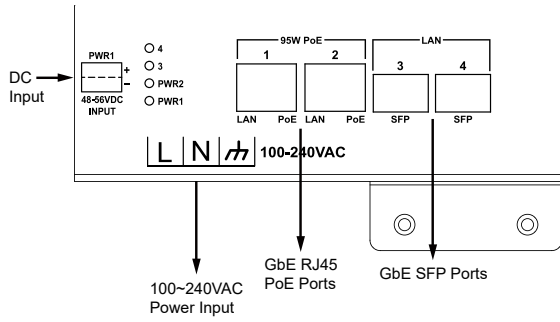 95W PoE
LAN
PWR1
4
3
PWR2
PWR1
1
2
3
4
DC
Input
+
-
48-56VDC
INPUT
LAN PoE LAN PoE
SFP
SFP
L N 100-240VAC
100~240VAC
Power Input
GbE RJ45
PoE Ports
GbE SFP Ports